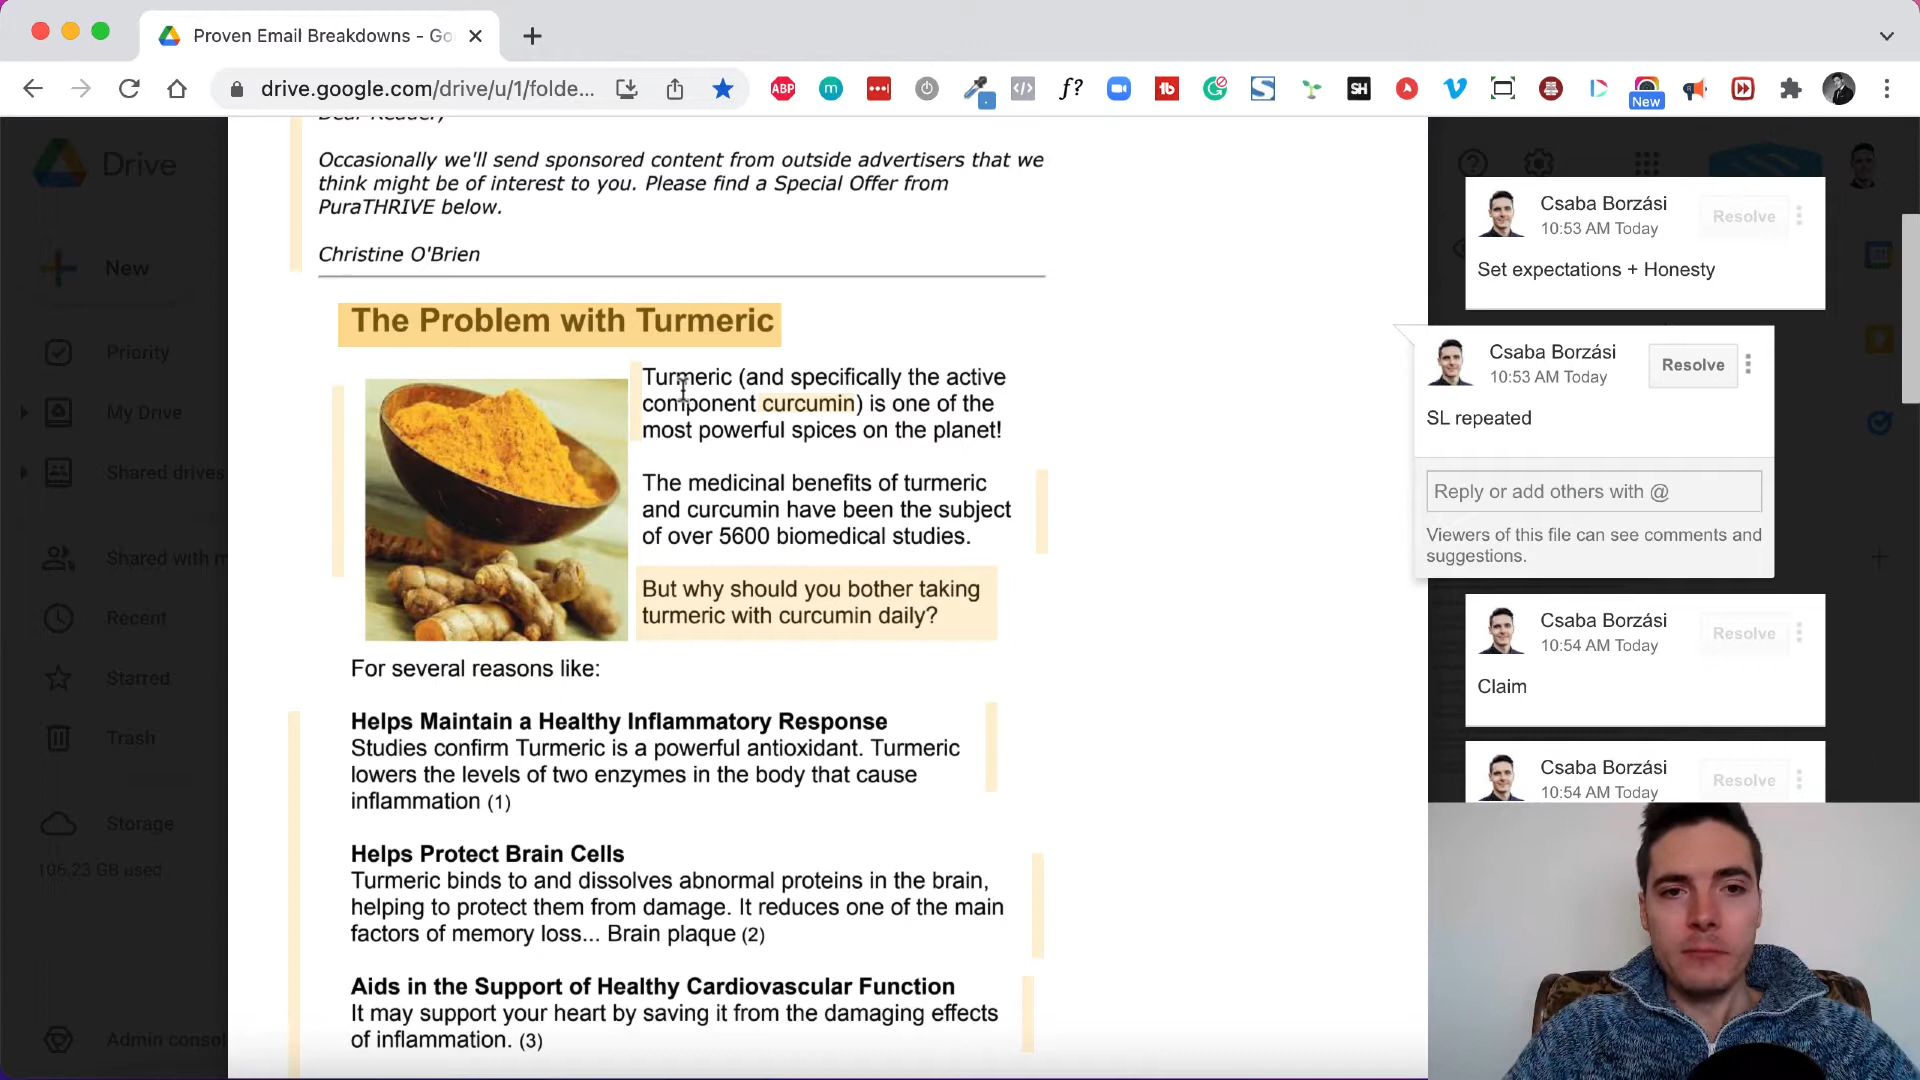 Proven Email Breakdowns - Go
drive.google.com/drive/u/1/folde...
ABP
m
f?
SH
New
Drive
New
Priority
My Drive
Shared drives
Shared with m
Recent
Starred
Trash
Storage
106.23 GB used
Admin consol
Dear Reader,
Occasionally we'll send sponsored content from outside advertisers that we
think might be of interest to you. Please find a Special Offer from
PuraTHRIVE below.
Christine O'Brien
The Problem with Turmeric
Turmeric (and specifically the active
component curcumin) is one of the
most powerful spices on the planet!
The medicinal benefits of turmeric
and curcumin have been the subject
of over 5600 biomedical studies.
But why should you bother taking
turmeric with curcumin daily?
For several reasons like:
Helps Maintain a Healthy Inflammatory Response
Studies confirm Turmeric is a powerful antioxidant. Turmeric
lowers the levels of two enzymes in the body that cause
inflammation (1)
Helps Protect Brain Cells
Turmeric binds to and dissolves abnormal proteins in the brain,
helping to protect them from damage. It reduces one of the main
factors of memory loss... Brain plaque (2)
Aids in the Support of Healthy Cardiovascular Function
It may support your heart by saving it from the damaging effects
of inflammation. (3)
Csaba Borzási
10:53 AM Today
Resolve
Set expectations + Honesty
Csaba Borzási
10:53 AM Today
Resolve
SL repeated
Reply or add others with @
Viewers of this file can see comments and
suggestions.
Csaba Borzási
10:54 AM Today
Resolve
Claim
Csaba Borzási
10:54 AM Today
Resolve